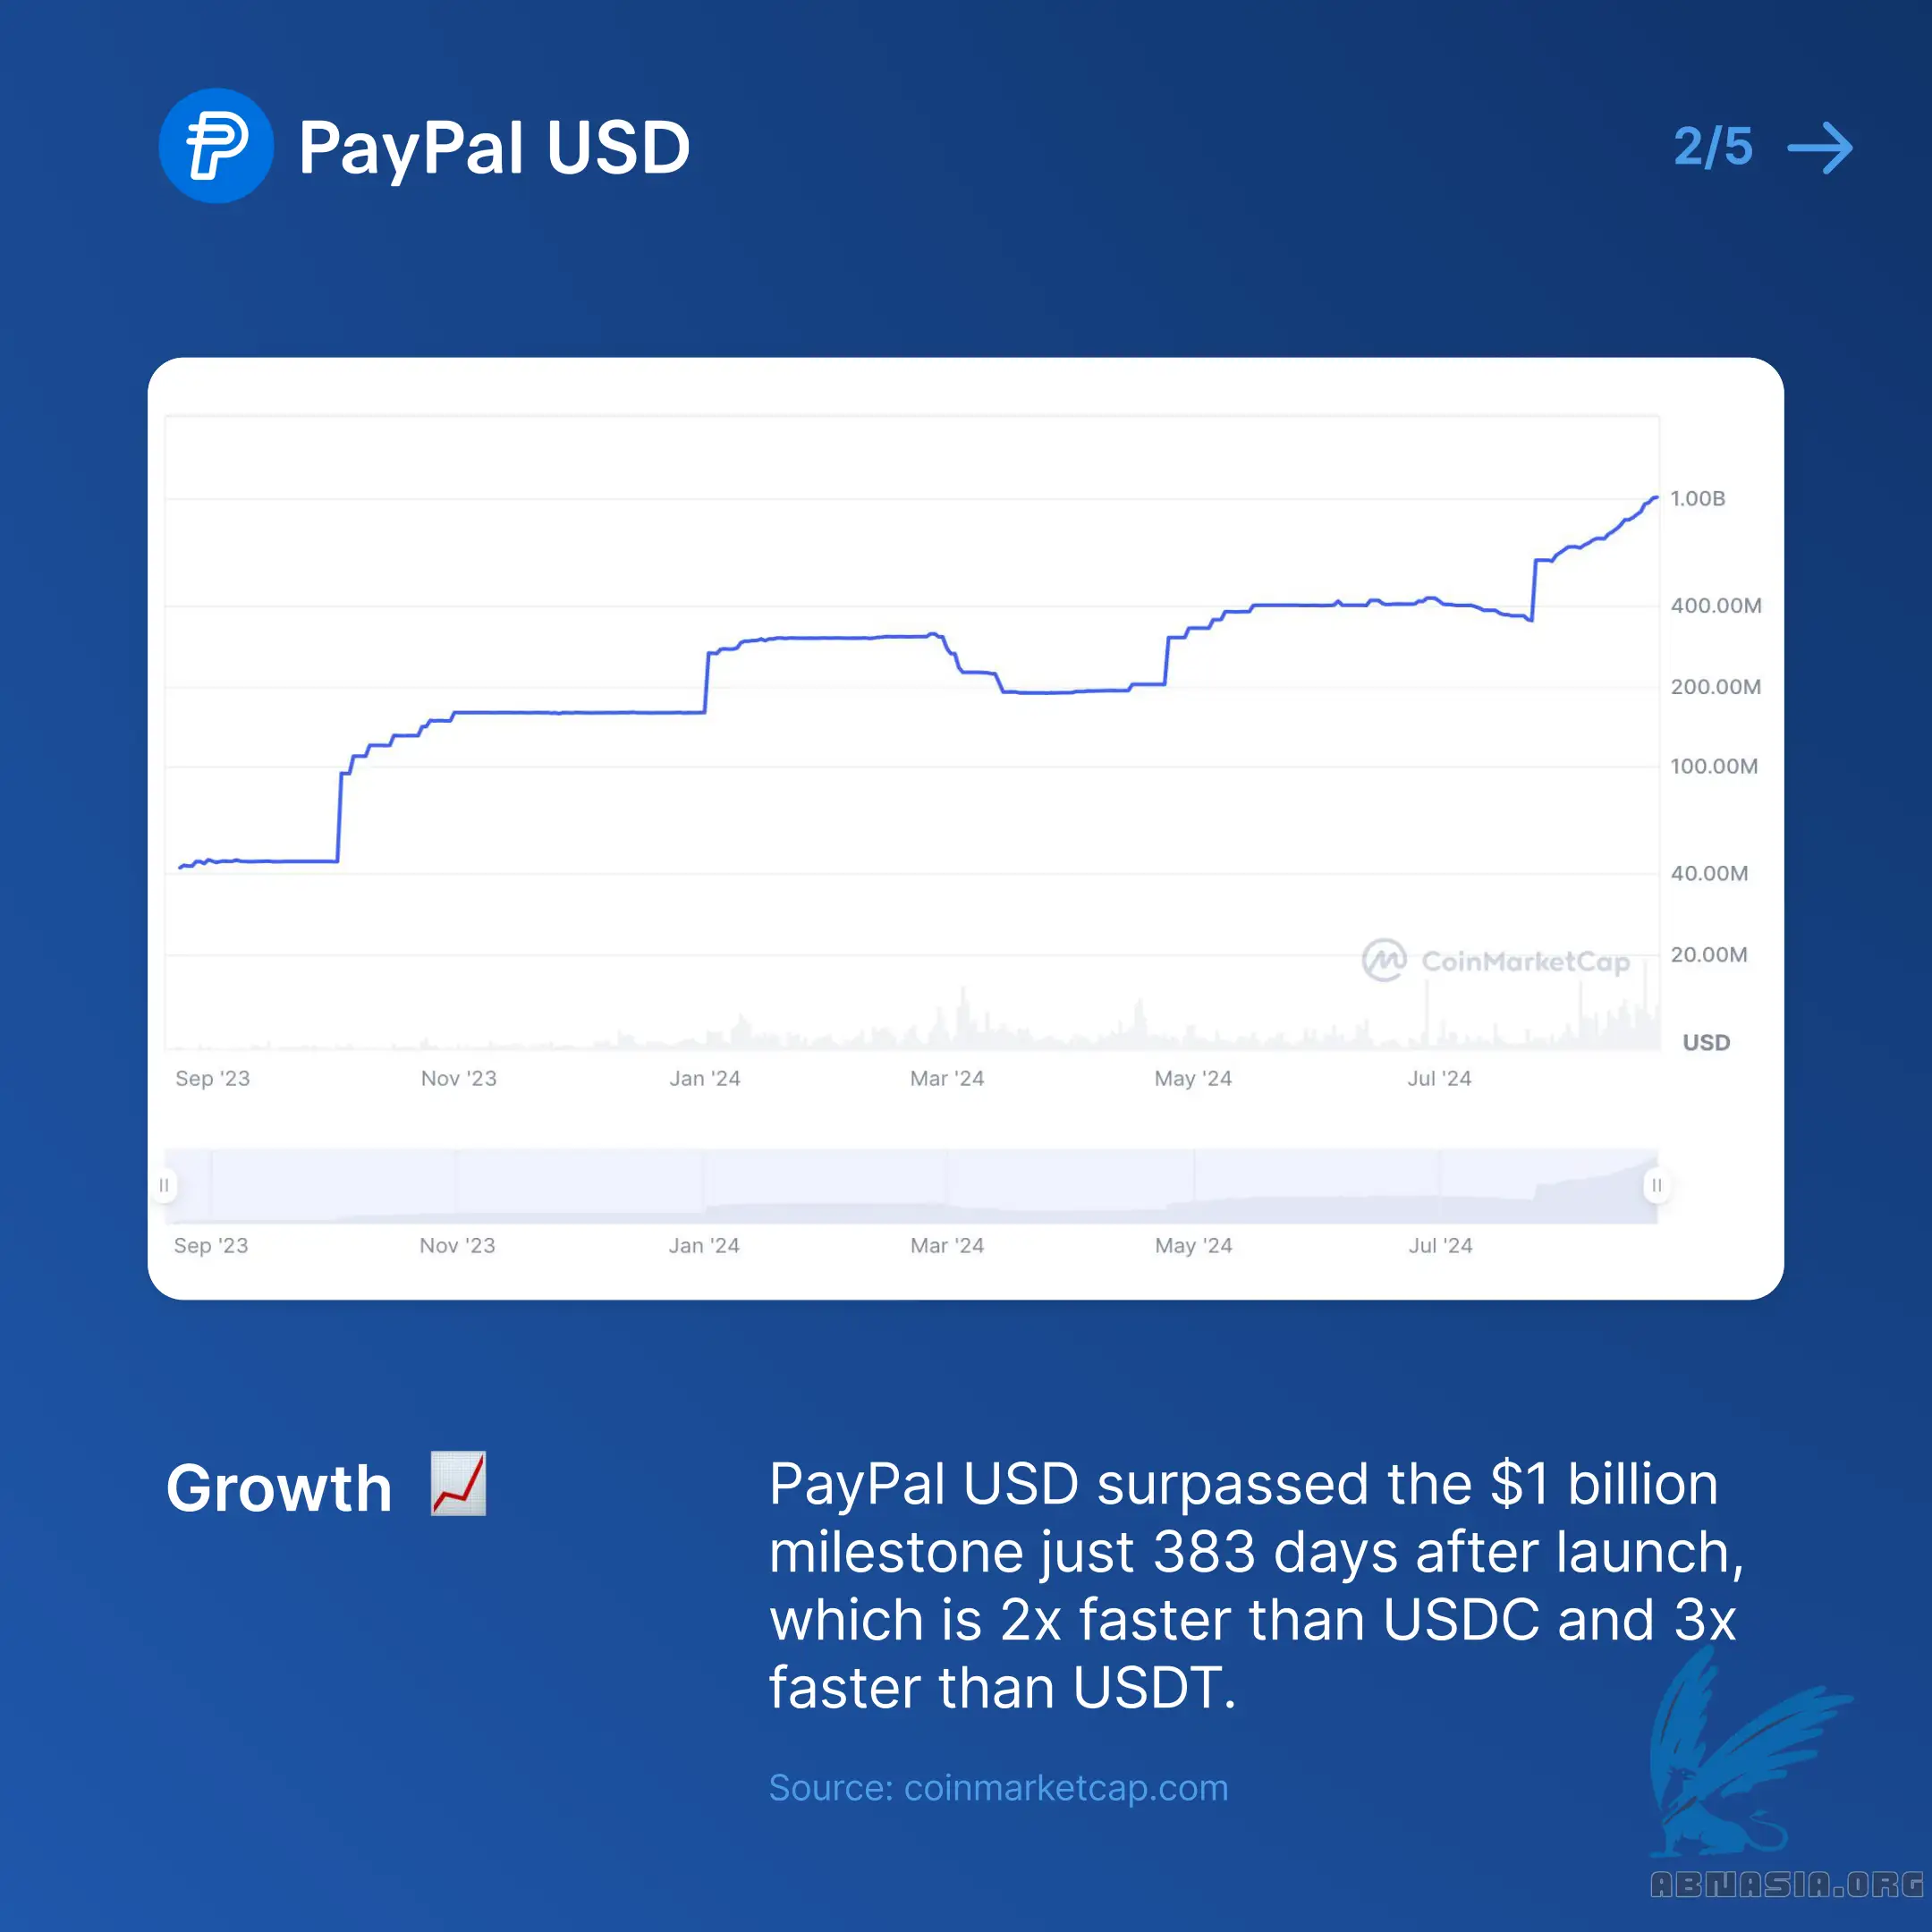 PayPal USD
2/5
1.00B
400.00M
200.00M
100.00M
40.00M
20.00M
CoinMarketCap
USD
Sep '23 Nov '23 Jan '24 Mar '24 May '24 Jul '24
Sep '23 Nov '23 Jan '24 Mar '24 May '24 Jul '24
Growth
PayPal USD surpassed the $1 billion
milestone just 383 days after launch,
which is 2x faster than USDC and 3x
faster than USDT.
Source: coinmarketcap.com
ABNASIA.ORG